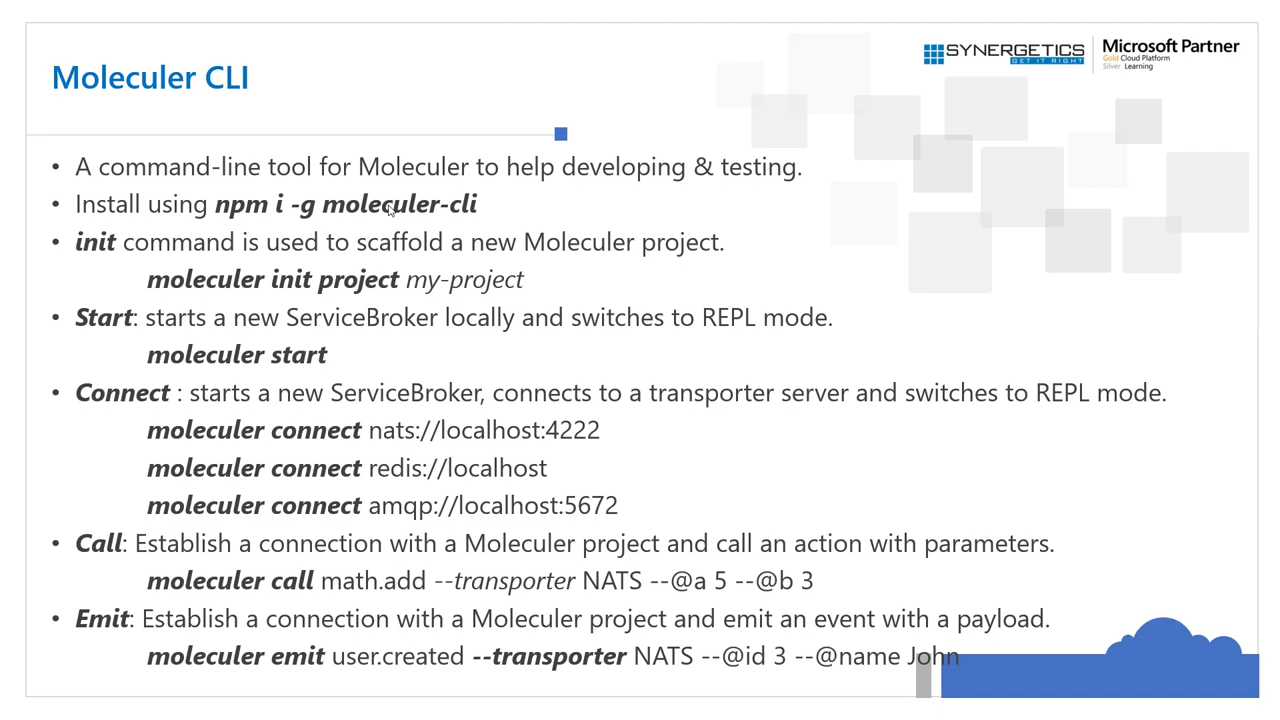 SYNERGETICS
GET IT RIGHT
Microsoft Partner
Gold Cloud Platform
Silver Learning
Moleculer CLI
• A command-line tool for Moleculer to help developing & testing.
• Install using npm i -g moleculer-cli
• init command is used to scaffold a new Moleculer project.
moleculer init project my-project
• Start: starts a new ServiceBroker locally and switches to REPL mode.
moleculer start
• Connect : starts a new ServiceBroker, connects to a transporter server and switches to REPL mode.
moleculer connect nats://localhost:4222
moleculer connect redis://localhost
moleculer connect amqp://localhost:5672
• Call: Establish a connection with a Moleculer project and call an action with parameters.
moleculer call math.add --transporter NATS --@a 5 --@b 3
• Emit: Establish a connection with a Moleculer project and emit an event with a payload.
moleculer emit user.created --transporter NATS --@id 3 --@name John